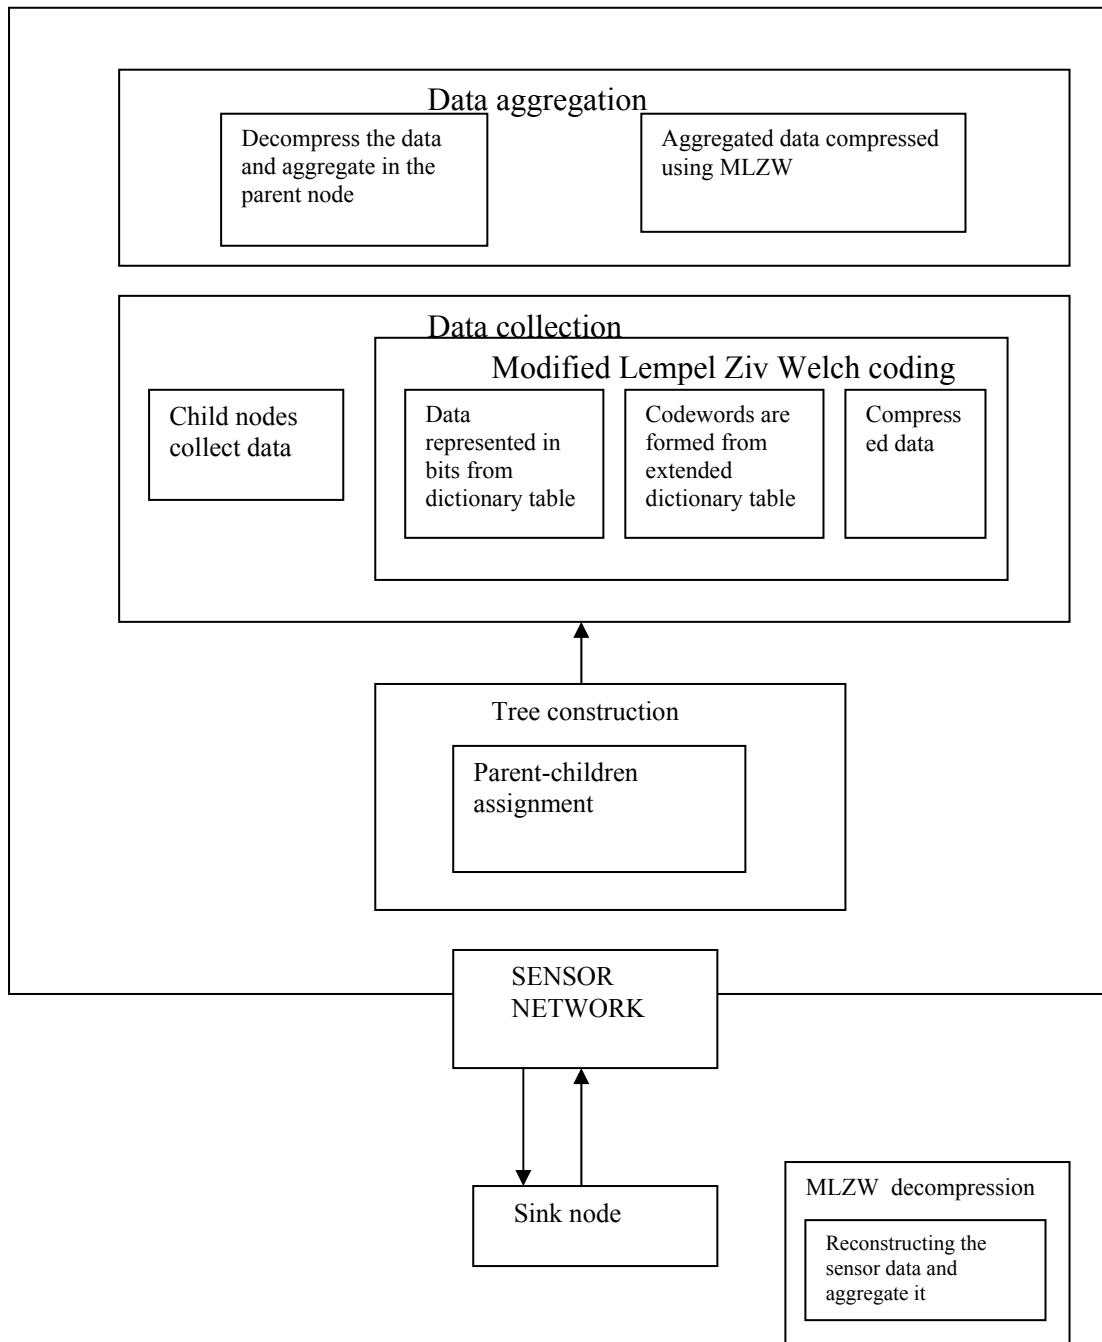 Data aggregation
Decompress the data
and aggregate in the
parent node
Aggregated data compressed
using MLZW
Data collection
Modified Lempel Ziv Welch coding
Child nodes
collect data
Data
represented in
bits from
dictionary table
Codewords are
formed from
extended
dictionary table
Compress
ed data
Tree construction
Parent-children
assignment
SENSOR
NETWORK
Sink node
MLZW decompression
Reconstructing the
sensor data and
aggregate it